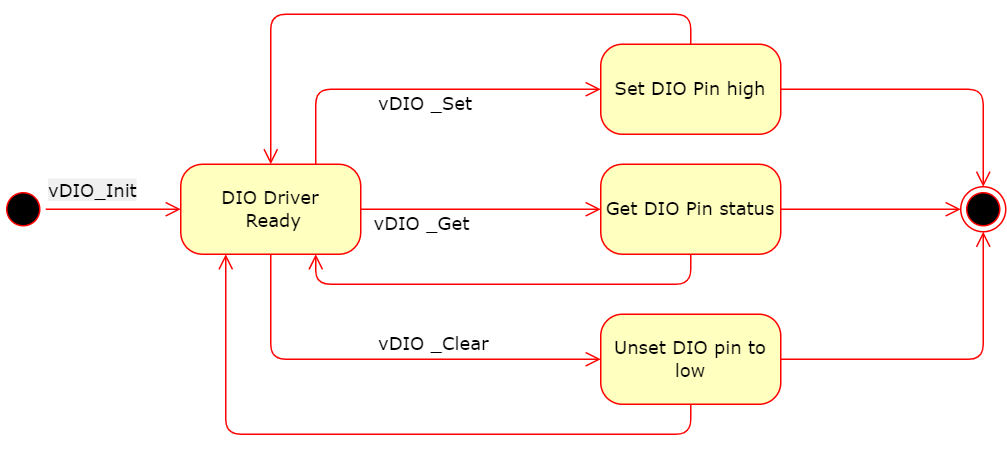 Set DIO Pin high
vDIO _Set
vDIO_Init
DIO Driver
Ready
Get DIO Pin status
vDIO _Get
vDIO _Clear
Unset DIO pin to
low